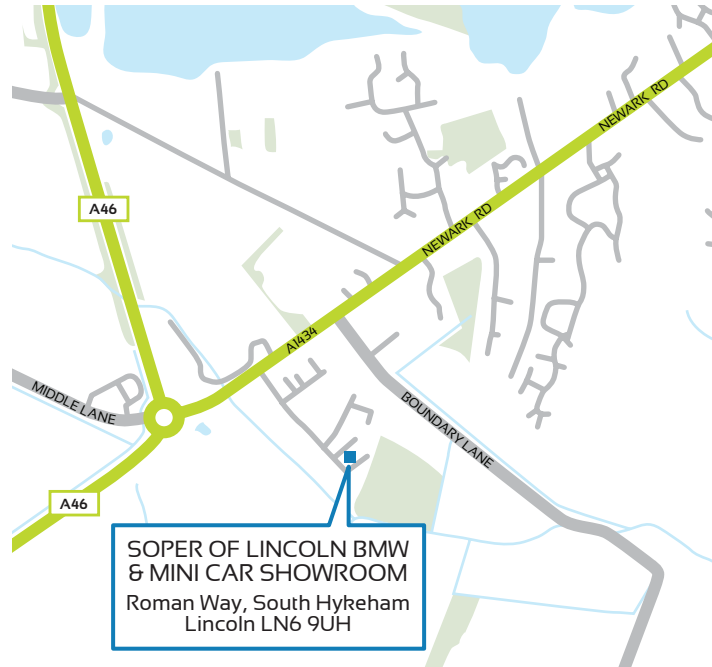 NEWARK RD
A46
NEWARK RD
A1434
MIDDLE LANE
BOUNDARY LANE
A46
SOPER OF LINCOLN BMW
& MINI CAR SHOWROOM
Roman Way, South Hykeham
Lincoln LN6 9UH